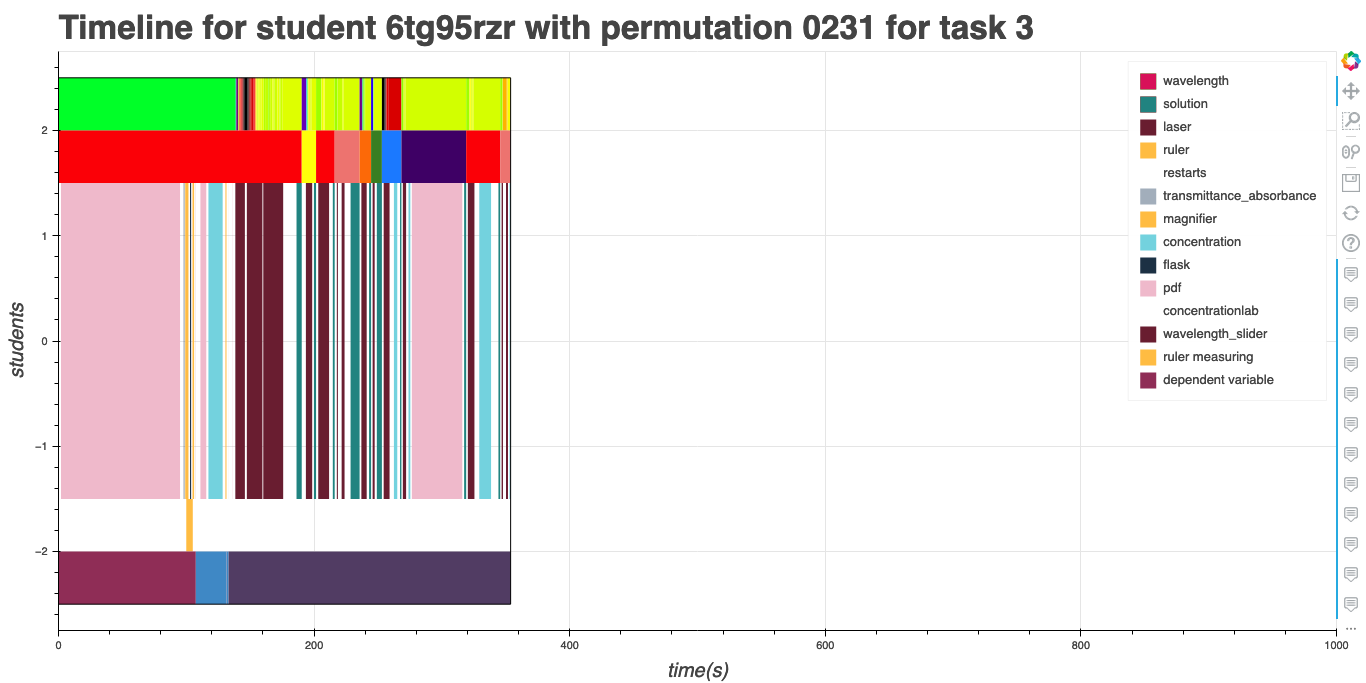 Timeline for student 6tg95rzr with permutation 0231 for task 3
wavelength
solution
laser
ruler
restarts
transmittance_absorbance
magnifier
concentration
flask
pdf
concentrationlab
wavelength_slider
ruler measuring
dependent variable
students
2
1
0
−1
−2
0
200
400
600
800
1000
time(s)